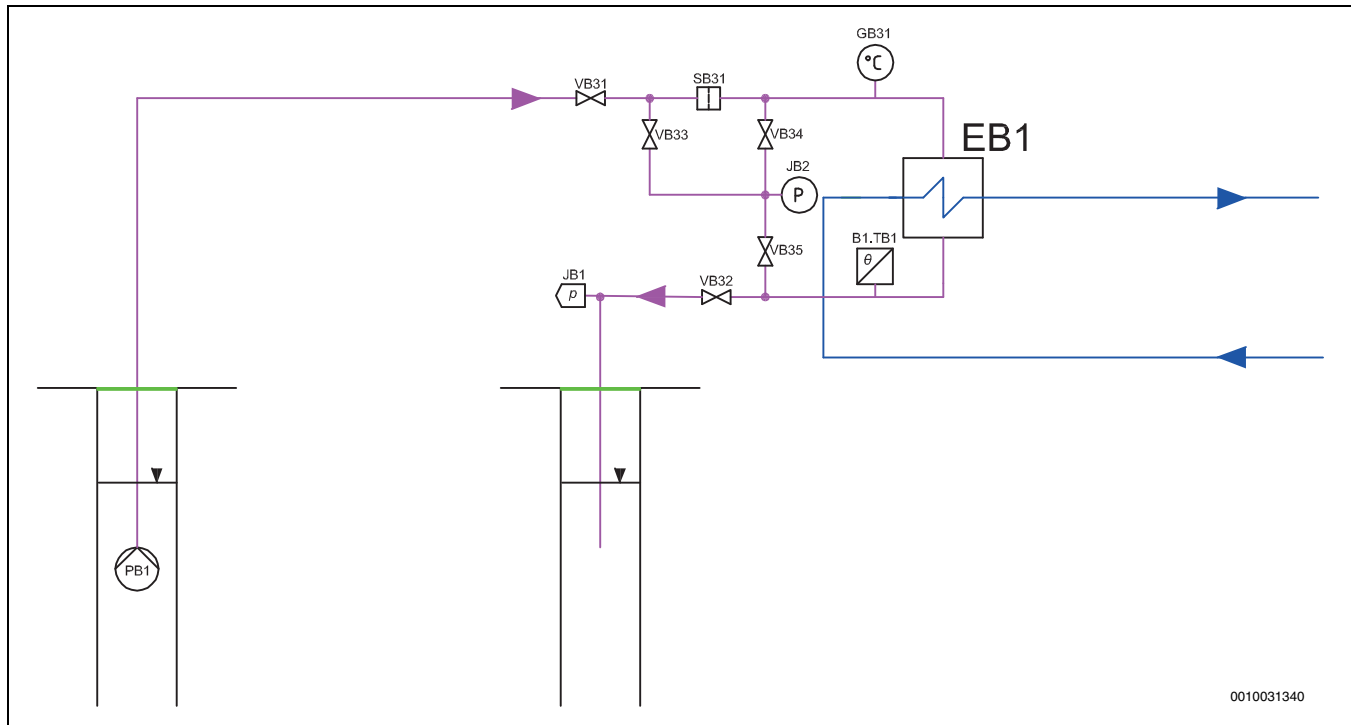 GB31
°C
SB31
VB31
VB33
VB34
EB1
JB2
P
B1.TB1
θ
VB35
JB1
p
VB32
PB1
0010031340